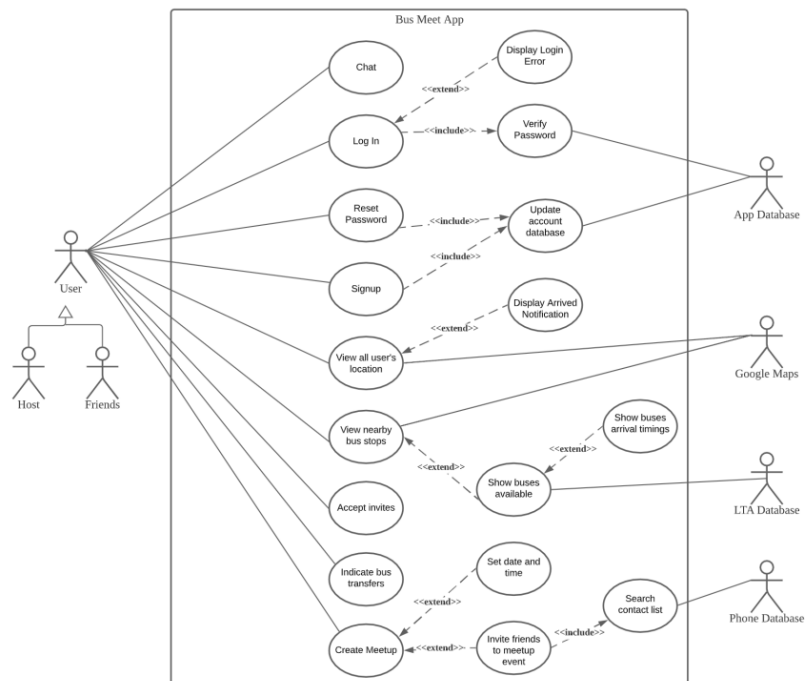 Bus Meet App
Chat
Display Login
Error
<<extend>>
Log In
<<include>>
Verify
Password
App Database
Reset
Password
<<include>>
Update
account
database
User
<<include>>
Signup
Display Arrived
Notification
<<extend>>
View all user's
location
Google Maps
Host
Friends
View nearby
bus stops
Show buses
arrival timings
<<extend>>
<<extend>>
Show buses
available
Accept invites
LTA Database
Indicate bus
transfers
Set date and
time
<<extend>>
Search
contact list
Phone Database
<<include>>
Create Meetup
<<extend>>
Invite friends
to meetup
event